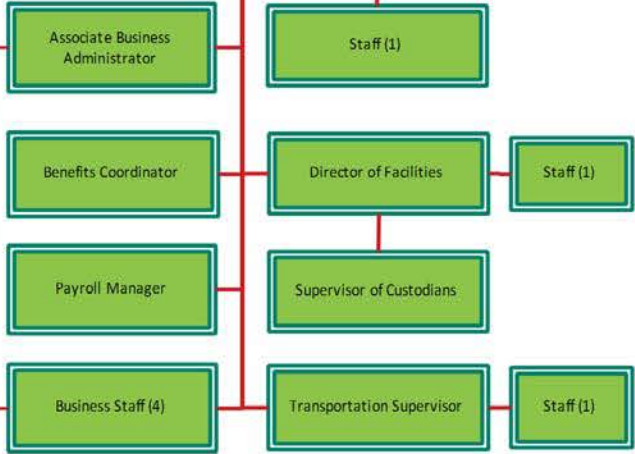 Associate Business
Administrator
Staff (1)
Benefits Coordinator
Director of Facilities
Staff (1)
Payroll Manager
Supervisor of Custodians
Business Staff (4)
Transportation Supervisor
Staff (1)